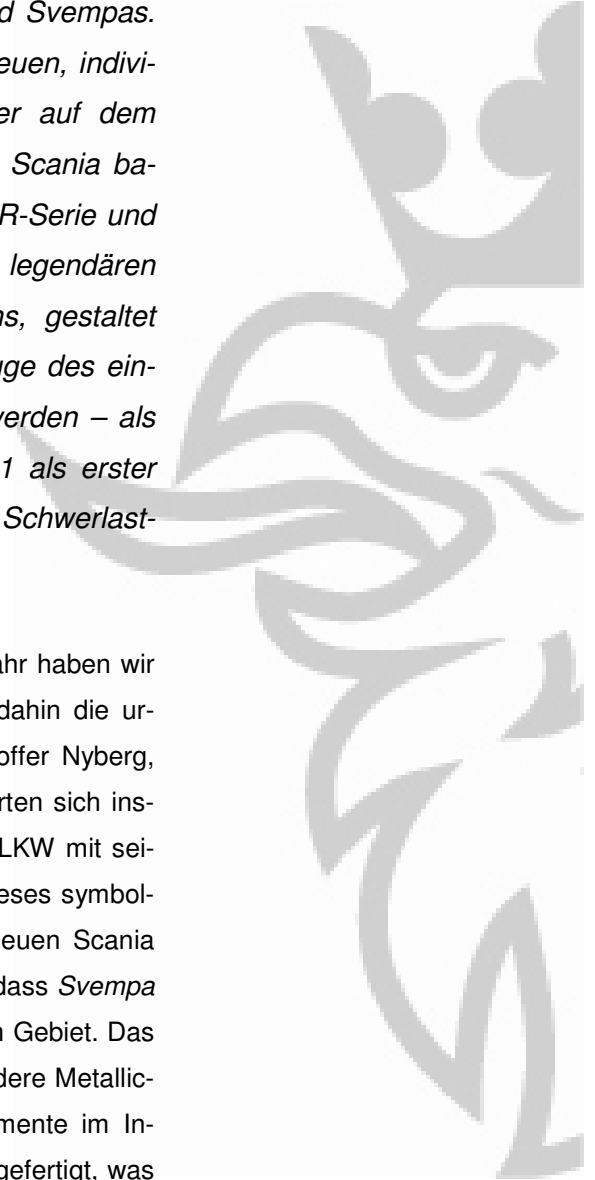 d Svempas.
euen, indivi-
er auf dem
Scania ba-
R-Serie und
legendären
ns, gestaltet
ge des ein-
werden – als
1 als erster
Schwerlast-
ahr haben wir
dahin die ur-
offer Nyberg,
rten sich ins-
LKW mit sei-
eses symbol-
euen Scania
dass Svempa
m Gebiet. Das
dere Metallic-
mente im In-
gefertigt, was